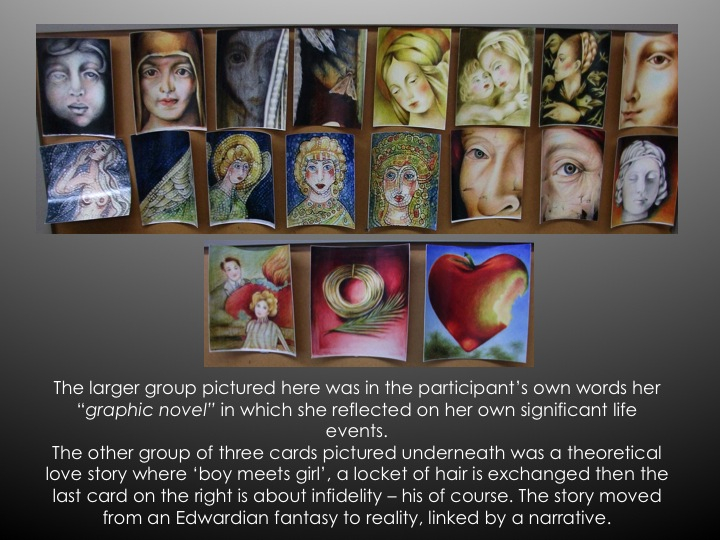 The larger group pictured here was in the participant’s own words her
“graphic novel” in which she reflected on her own significant life
events.
The other group of three cards pictured underneath was a theoretical
love story where ‘boy meets girl’, a locket of hair is exchanged then the
last card on the right is about infidelity – his of course. The story moved
from an Edwardian fantasy to reality, linked by a narrative.